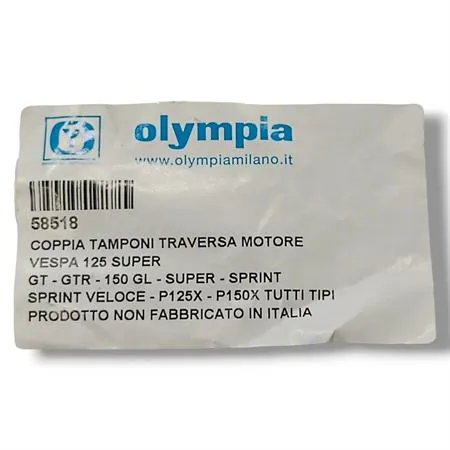 olympia
www.olympiamilano.it
58518
COPPIA TAMPONI TRAVERSA MOTORE
VESPA 125 SUPER
GT - GTR - 150 GL - SUPER - SPRINT
SPRINT VELOCE - P125X - P150X TUTTI TIPI
PRODOTTO NON FABBRICATO IN ITALIA